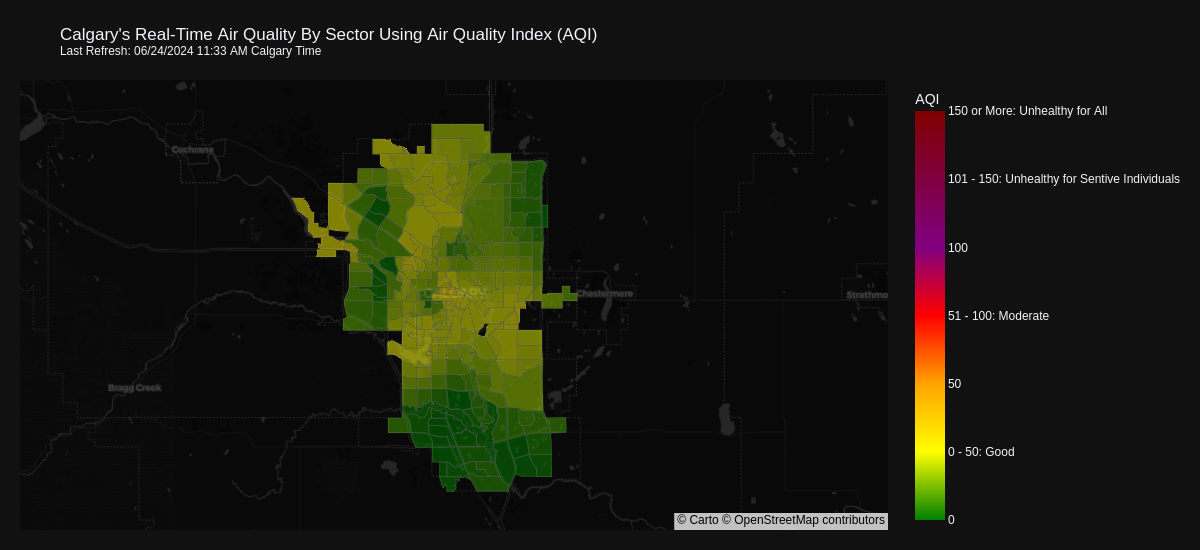 Calgary's Real-Time Air Quality By Sector Using Air Quality Index (AQI)
Last Refresh: 06/24/2024 11:33 AM Calgary Time
AQI
150 or More: Unhealthy for All
Cochrane
101 - 150: Unhealthy for Sentive Individuals
100
CALGARY
Chestermere
Strathmo
51 - 100: Moderate
50
Bragg Creek
0 - 50: Good
0
© Carto © OpenStreetMap contributors